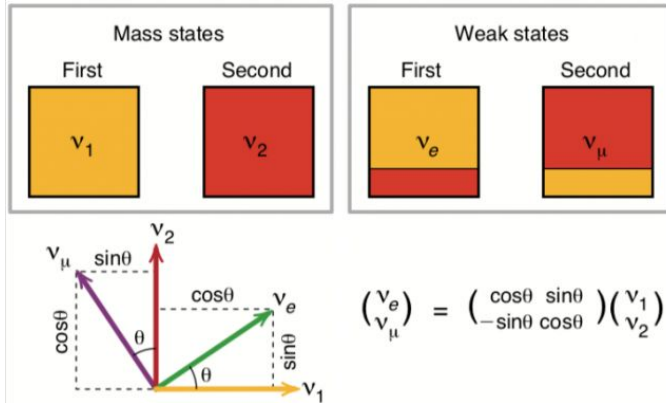 Mass states
First Second
ν₁ ν₂
Weak states
First Second
νe νμ
ν₂
νμ sinθ
cosθ
θ
cosθ νe
sinθ
θ
ν₁
(νe νμ) = (cosθ sinθ −sinθ cosθ)(ν₁ ν₂)